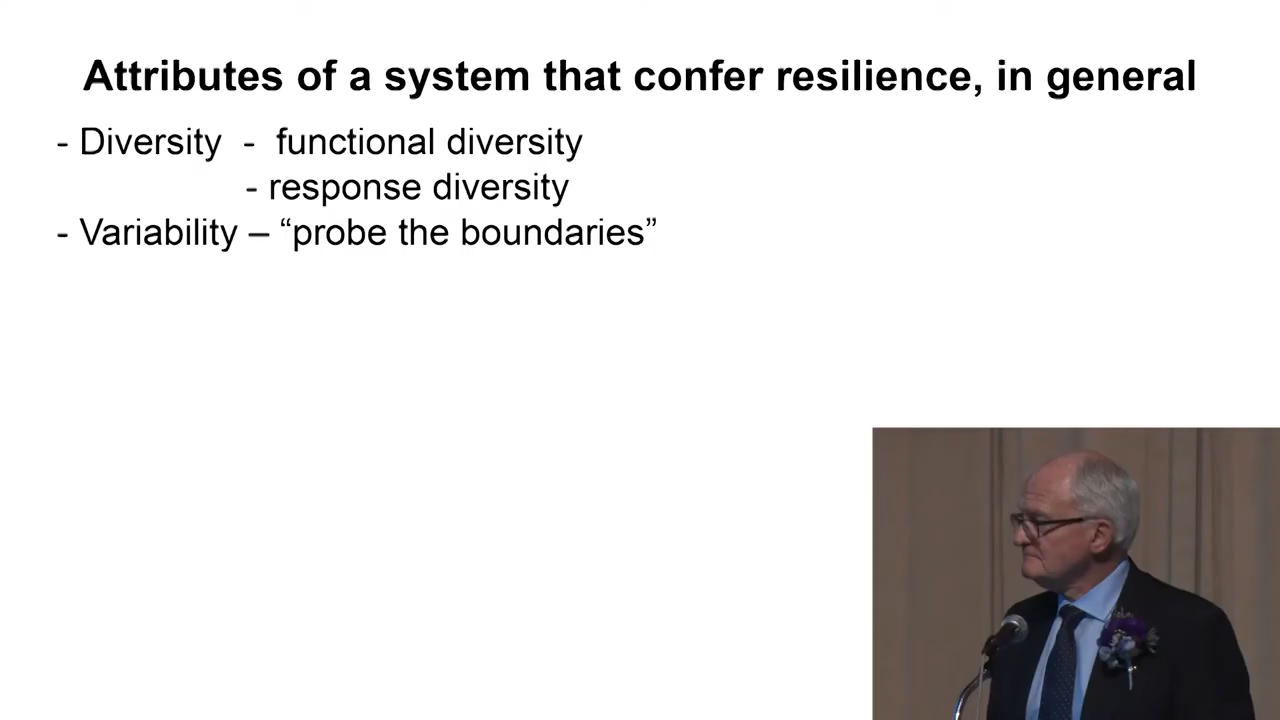 Attributes of a system that confer resilience, in general
- Diversity - functional diversity
- response diversity
- Variability – “probe the boundaries”